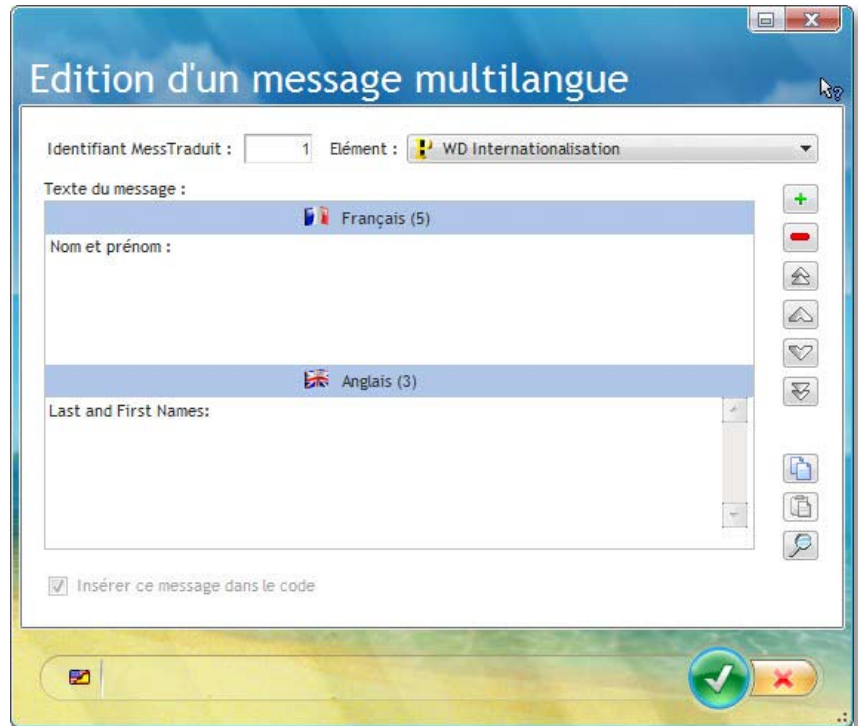 Edition d'un message multilangue
Identifiant MessTraduit : 1 Elément : WD Internationalisation
Texte du message :
Français (5)
Nom et prénom :
Anglais (3)
Last and First Names:
Insérer ce message dans le code